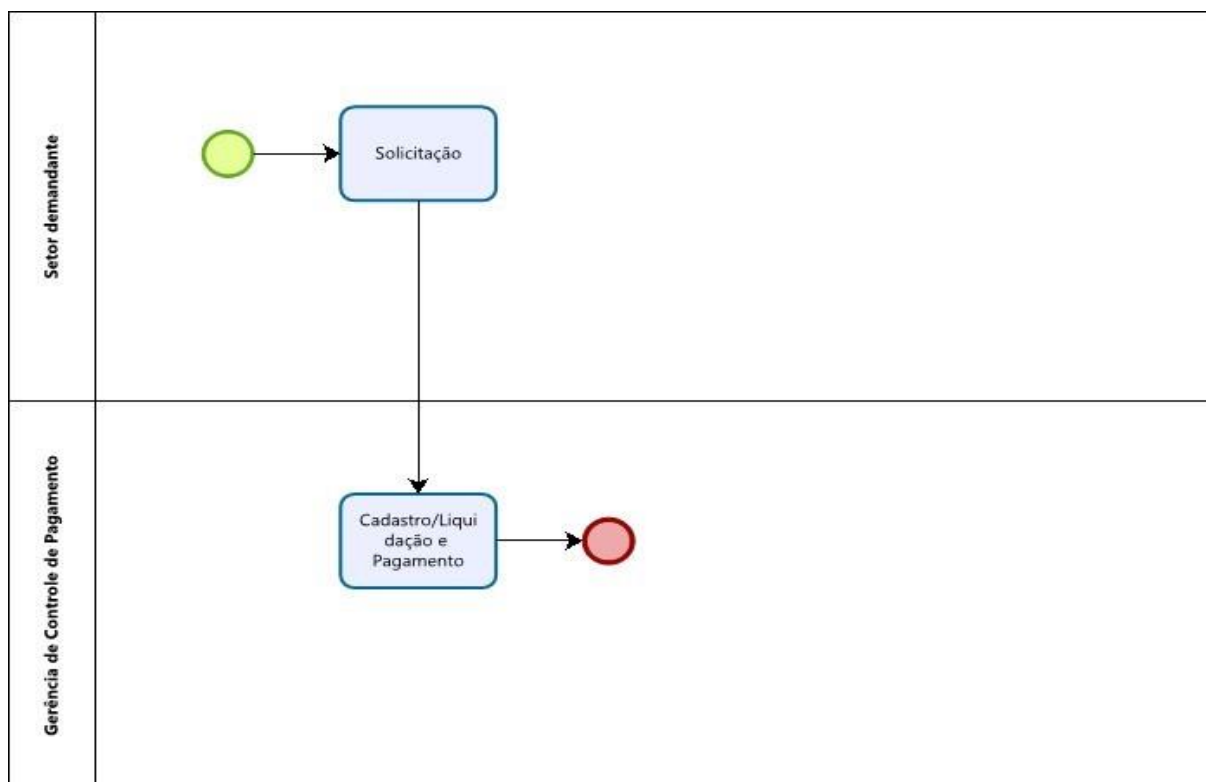 Setor demandante
Solicitação
Gerência de Controle de Pagamento
Cadastro/Liqui
dação e
Pagamento